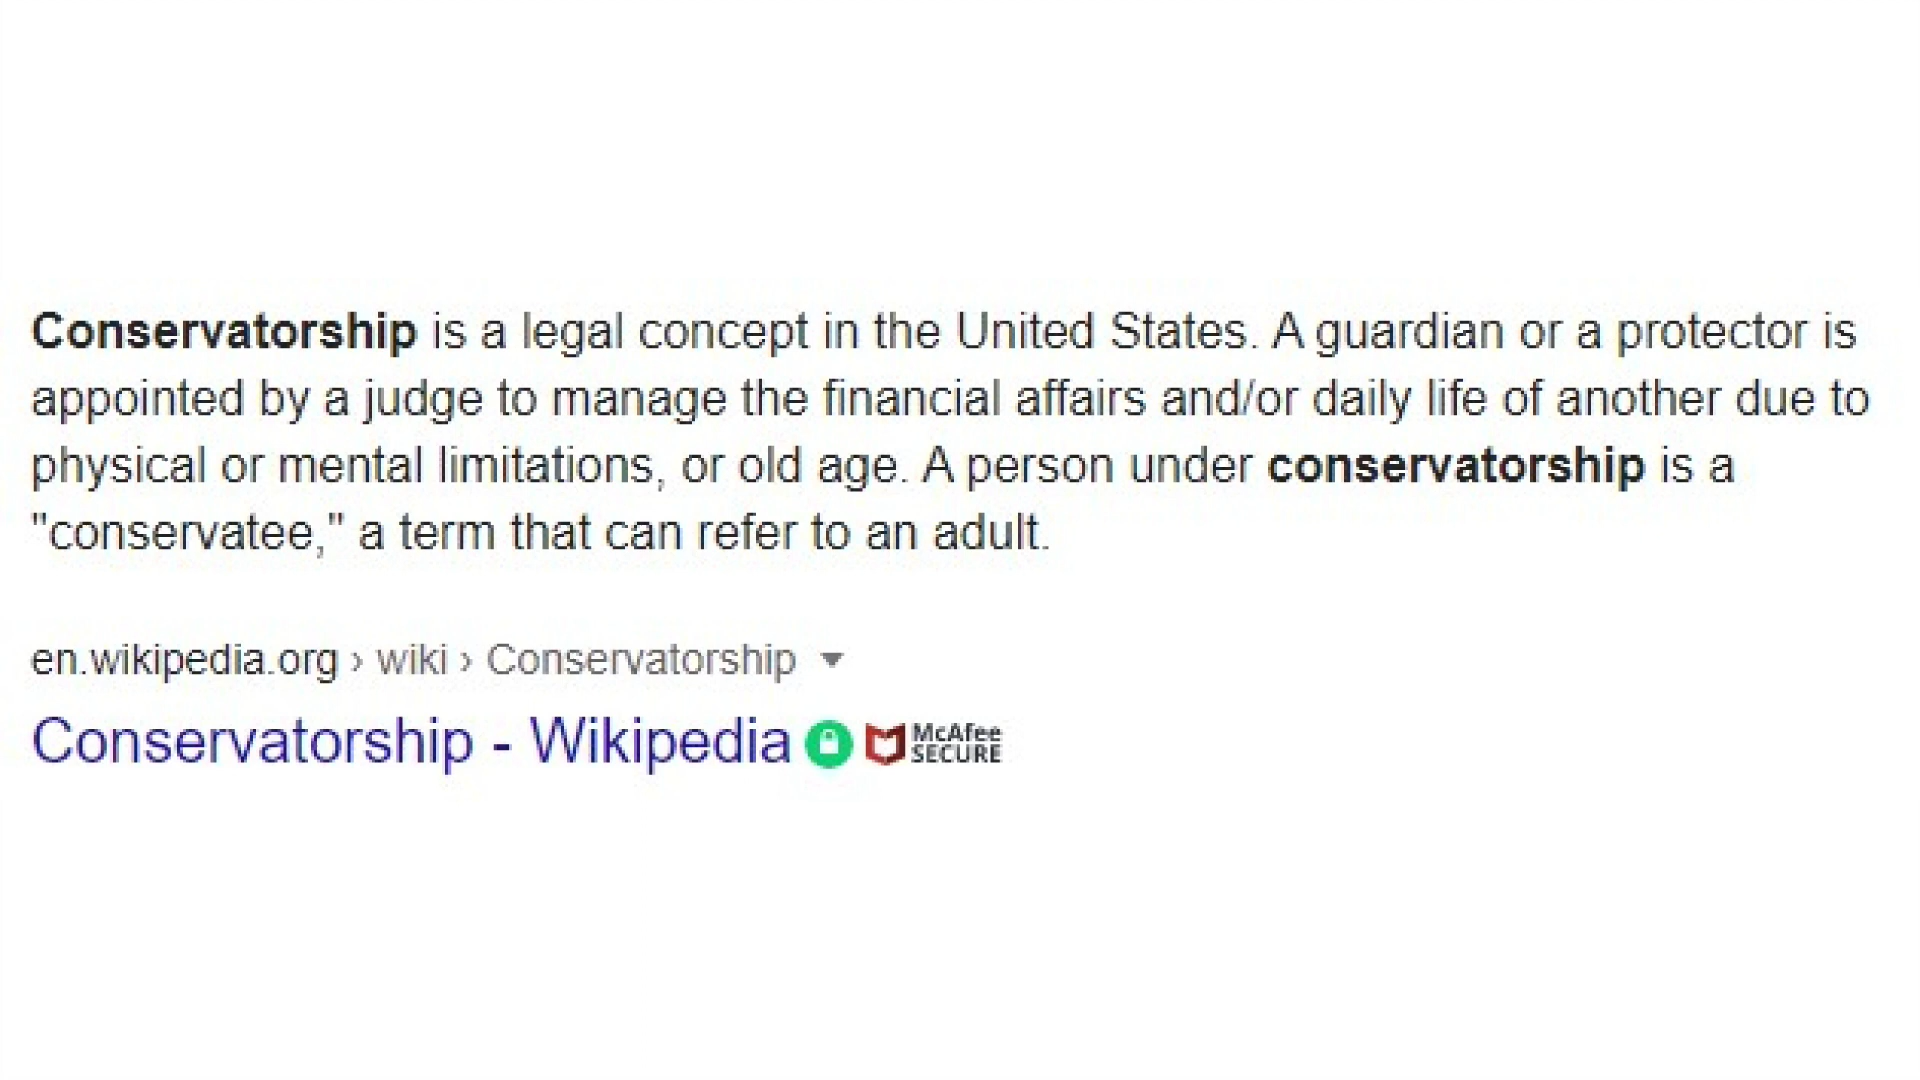 Conservatorship is a legal concept in the United States. A guardian or a protector is
appointed by a judge to manage the financial affairs and/or daily life of another due to
physical or mental limitations, or old age. A person under conservatorship is a
"conservatee," a term that can refer to an adult.
en.wikipedia.org › wiki › Conservatorship
Conservatorship - Wikipedia McAfee SECURE